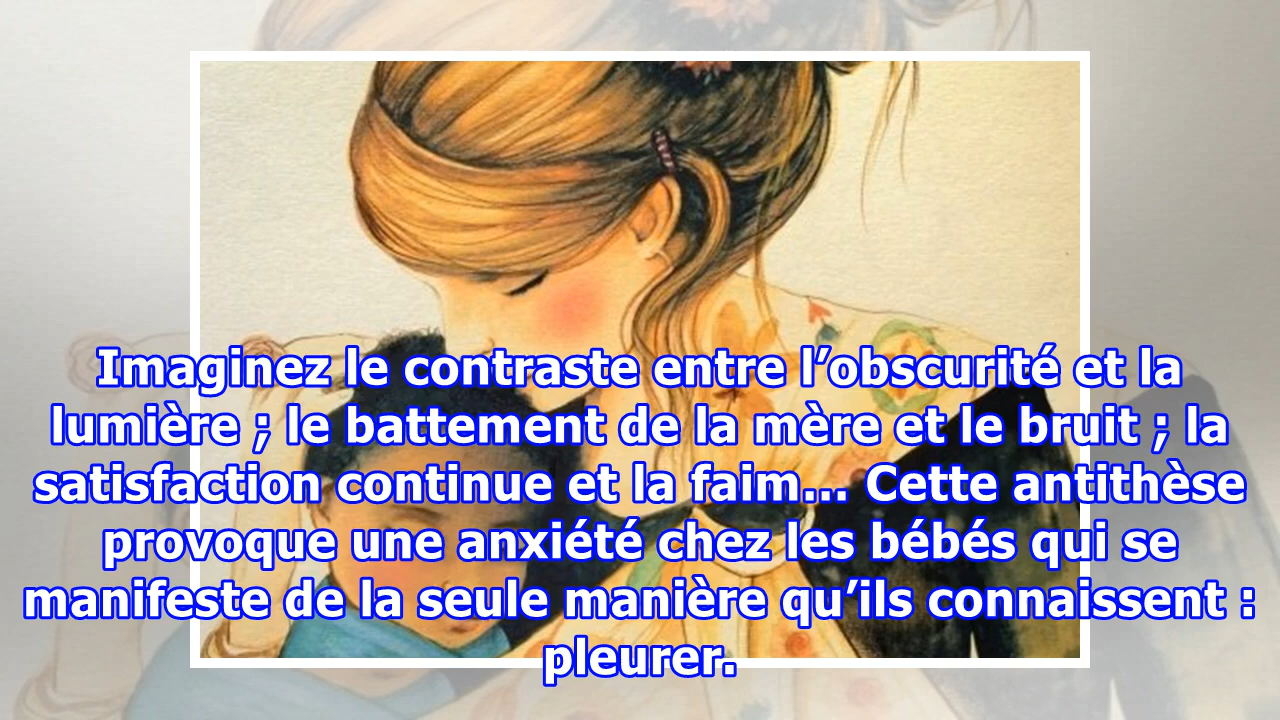 Imaginez le contraste entre l’obscurité et la
lumière ; le battement de la mère et le bruit ; la
satisfaction continue et la faim... Cette antithèse
provoque une anxiété chez les bébés qui se
manifeste de la seule manière qu’ils connaissent :
pleurer.